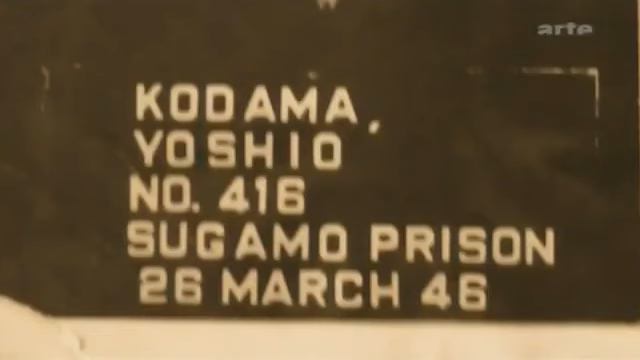 arte
KODAMA,
YOSHIO
NO. 416
SUGAMO PRISON
26 MARCH 46